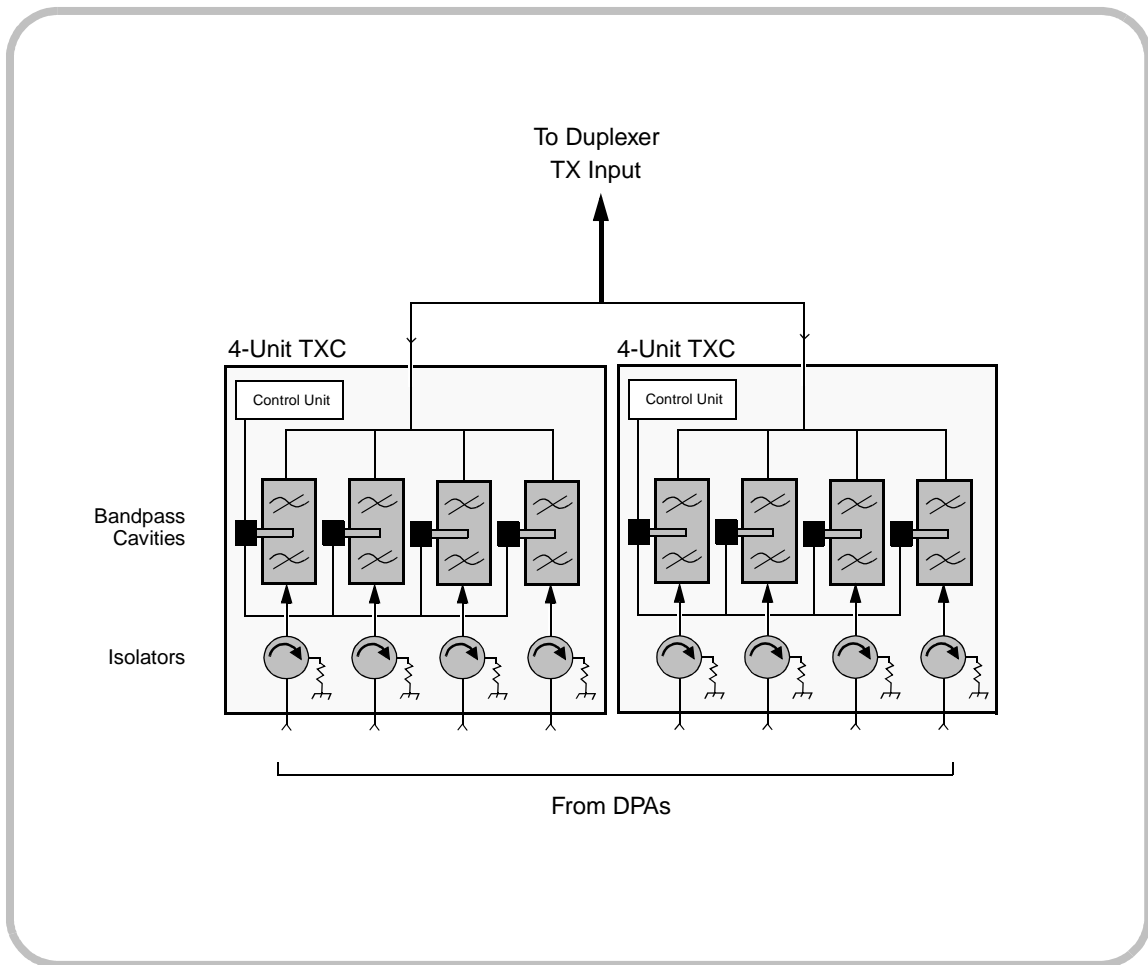 To Duplexer
TX Input
4-Unit TXC
4-Unit TXC
Control Unit
Control Unit
Bandpass
Cavities
Isolators
From DPAs